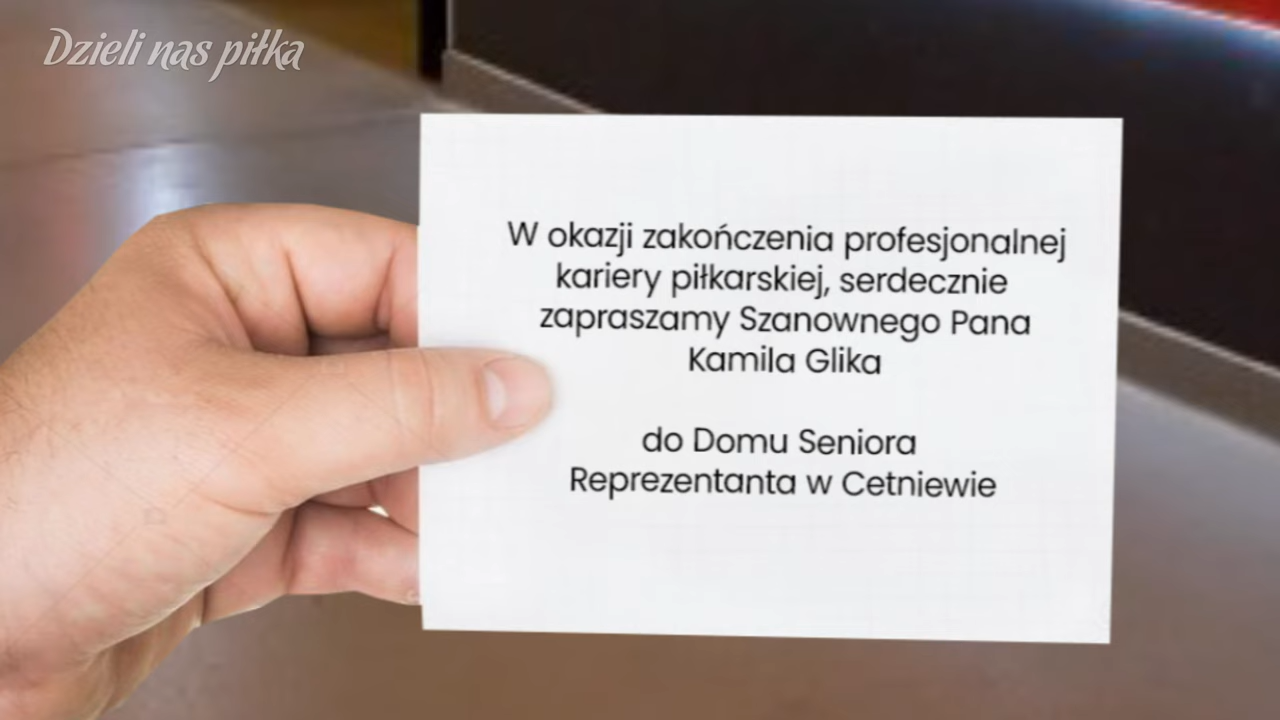 Dzieli nas piłka
W okazji zakończenia profesjonalnej
kariery piłkarskiej, serdecznie
zapraszamy Szanownego Pana
Kamila Glika
do Domu Seniora
Reprezentanta w Cetniewie